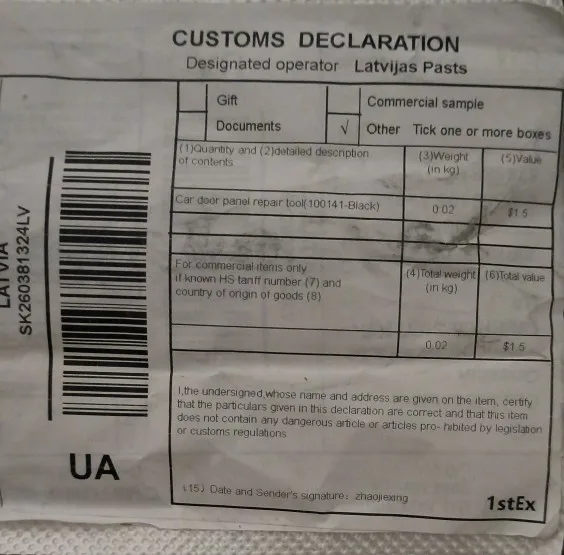 CUSTOMS DECLARATION
Designated operator Latvijas Pasts
Gift
Commercial sample
Documents
√ Other Tick one or more boxes
(1)Quantity and (2)detailed description
of contents
(3)Weight
(in kg)
(5)Value
Car door panel repair tool(100141-Black)
0.02
$1.5
For commercial items only
if known HS tariff number (7) and
country of origin of goods (8)
(4)Total weight
(in kg)
(6)Total value
0.02
$1.5
I,the undersigned,whose name and address are given on the item, certify
that the particulars given in this declaration are correct and that this item
does not contain any dangerous article or articles pro- hibited by legislation
or customs regulations
(15) Date and Sender's signature: zhaojiexing
1stEx
LATVIA
SK260381324LV
UA